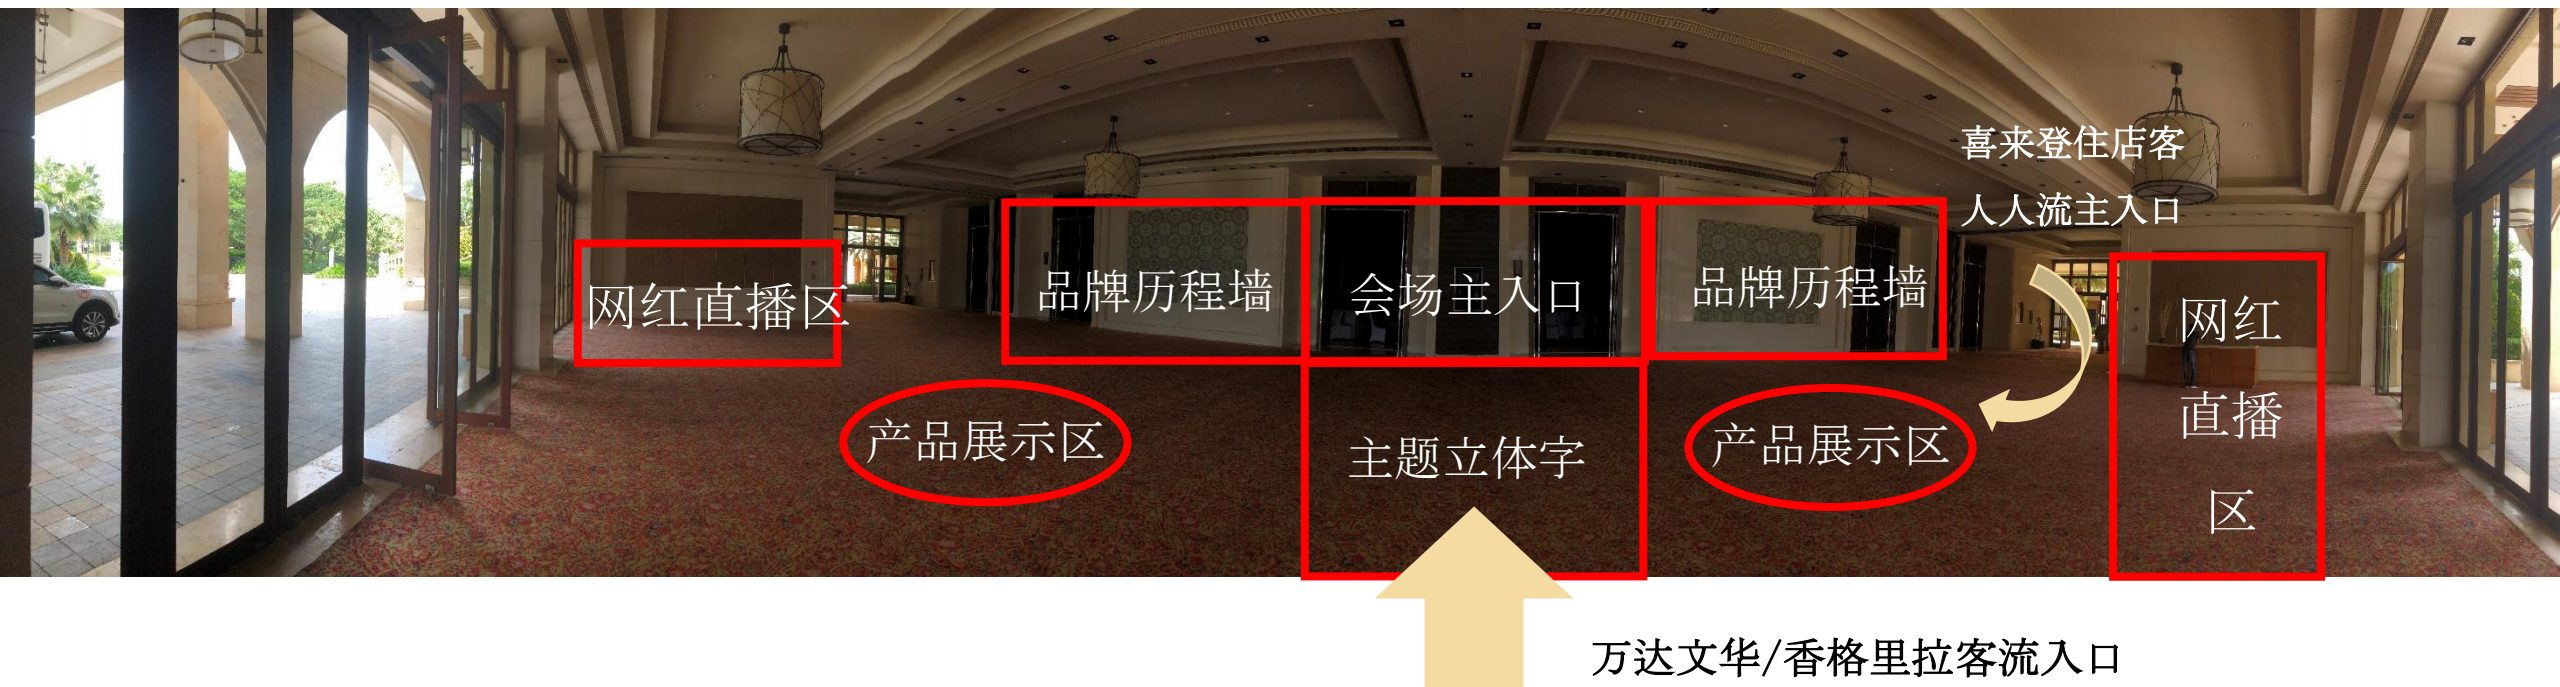 喜来登住店客
人人流主入口
网红直播区
品牌历程墙
会场主入口
品牌历程墙
网红
直播
区
产品展示区
主题立体字
产品展示区
万达文华/香格里拉客流入口